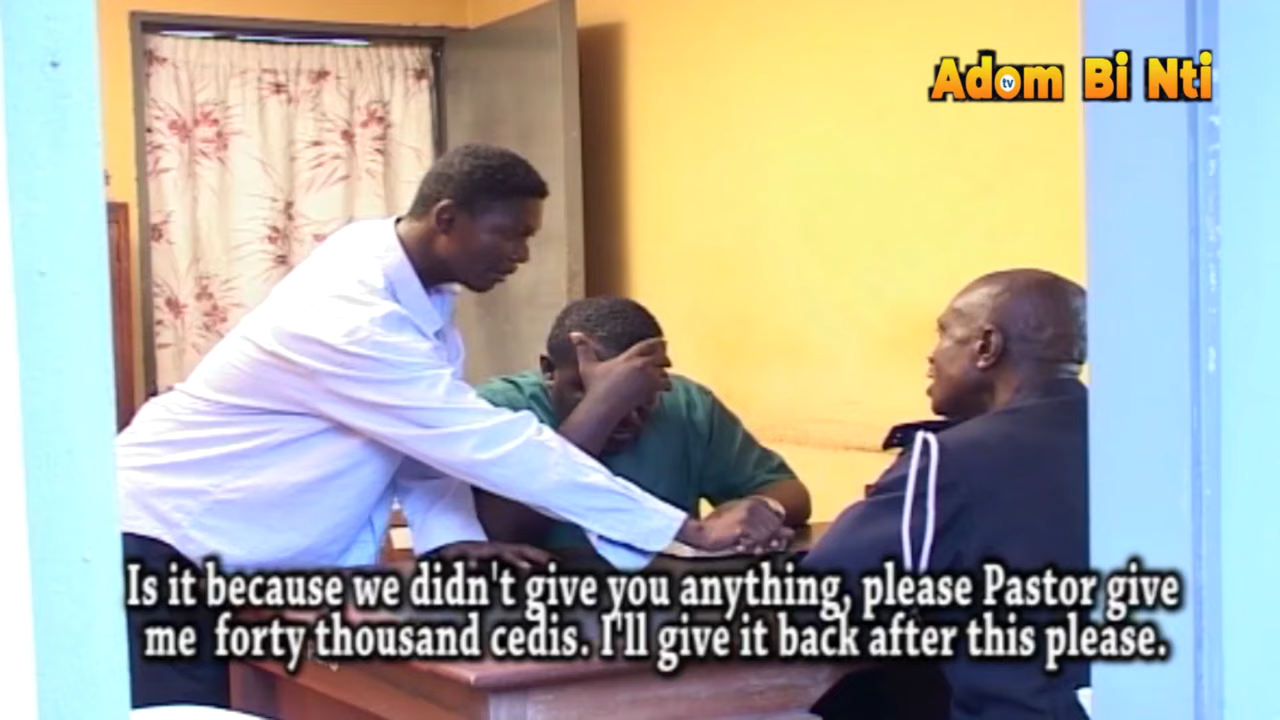 Adom Bi Nti
tv
Is it because we didn't give you anything, please Pastor give
me forty thousand cedis. I'll give it back after this please.